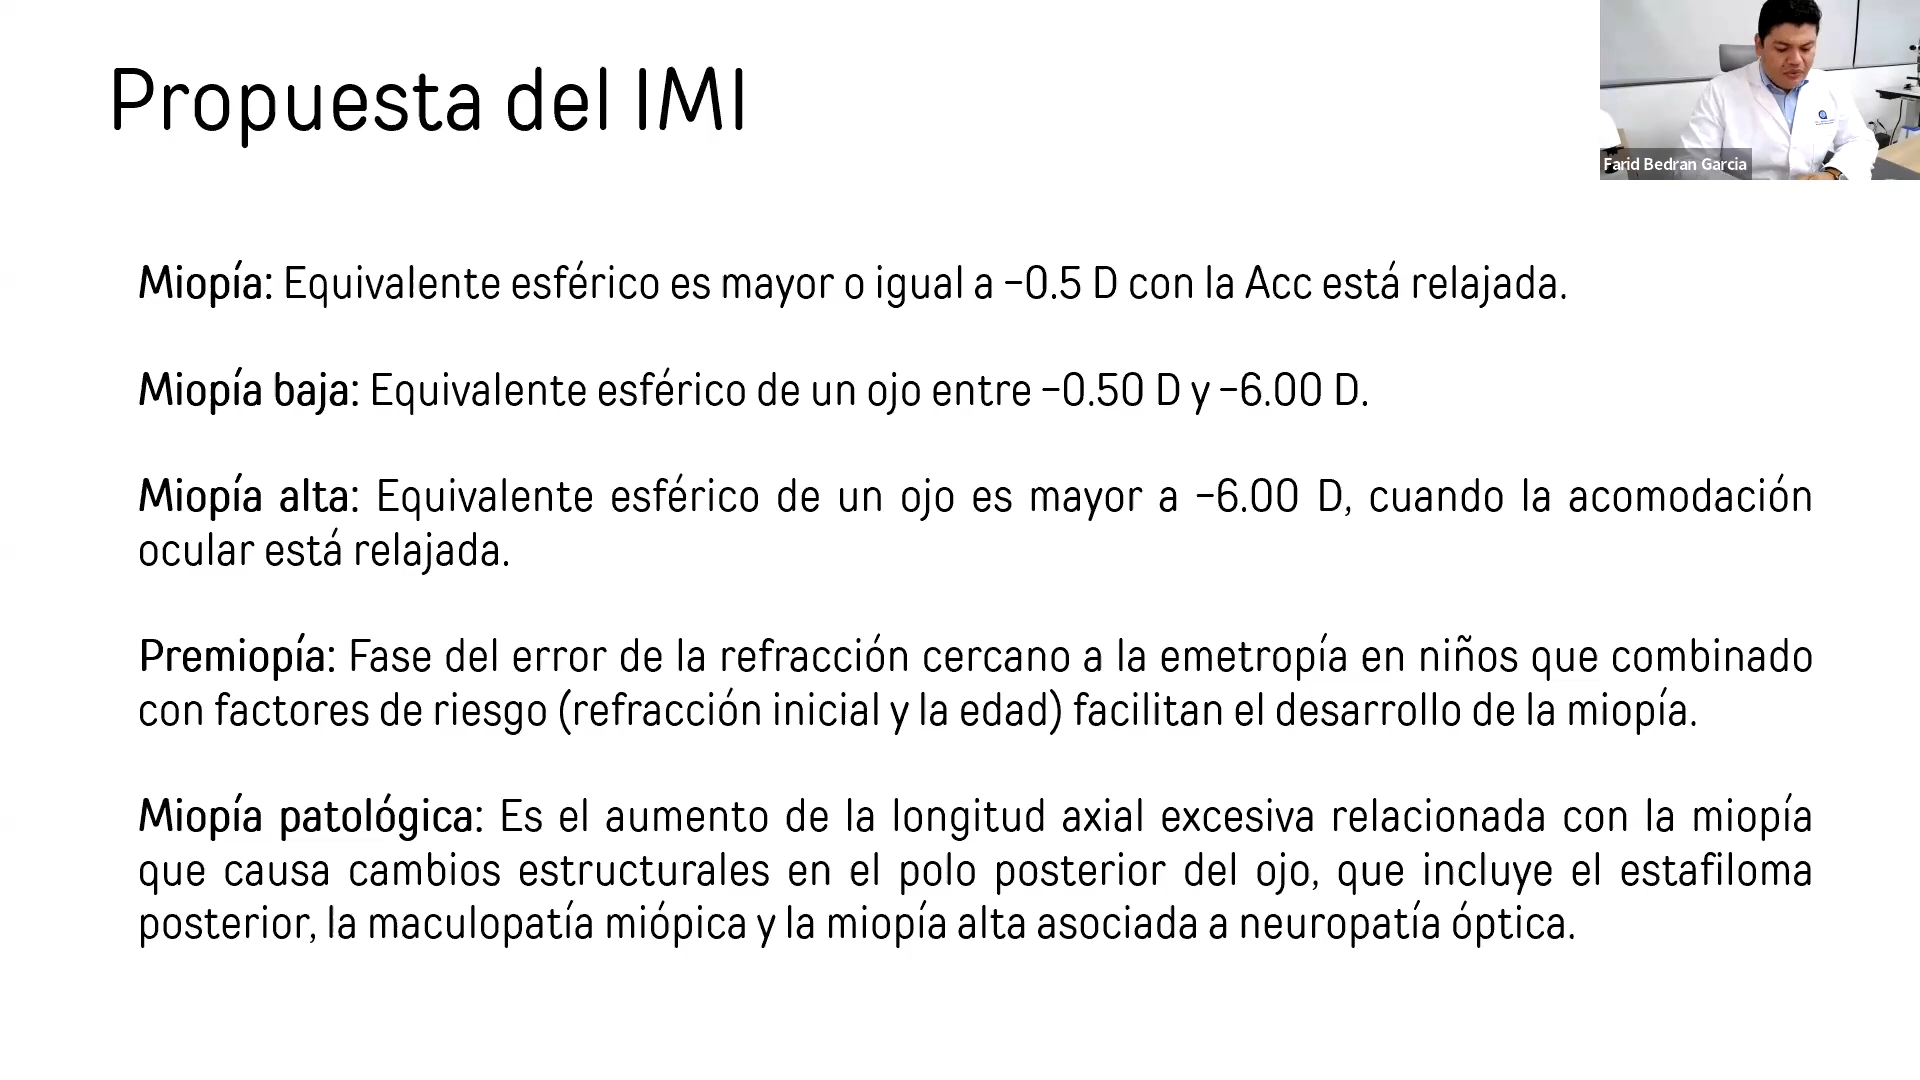 Propuesta del IMI
Farid Bedran Garcia
Miopía: Equivalente esférico es mayor o igual a −0.5 D con la Acc está relajada.
Miopía baja: Equivalente esférico de un ojo entre −0.50 D y −6.00 D.
Miopía alta: Equivalente esférico de un ojo es mayor a −6.00 D, cuando la acomodación
ocular está relajada.
Premiopía: Fase del error de la refracción cercano a la emetropía en niños que combinado
con factores de riesgo (refracción inicial y la edad) facilitan el desarrollo de la miopía.
Miopía patológica: Es el aumento de la longitud axial excesiva relacionada con la miopía
que causa cambios estructurales en el polo posterior del ojo, que incluye el estafiloma
posterior, la maculopatía miópica y la miopía alta asociada a neuropatía óptica.